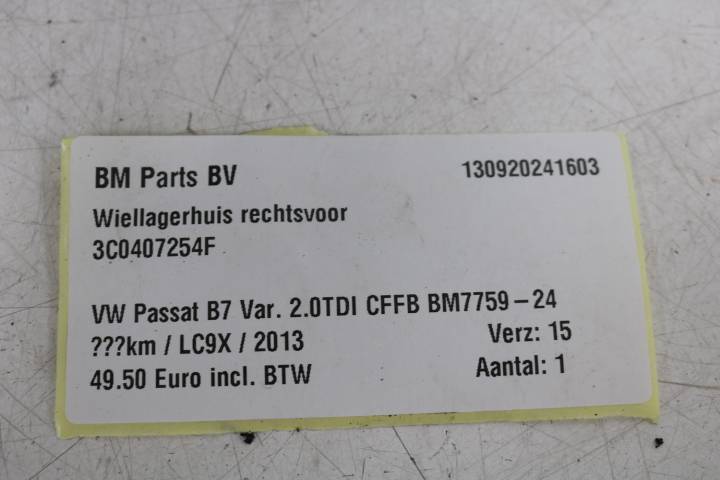 BM Parts BV 130920241603
Wiellagerhuis rechtsvoor
3C0407254F
VW Passat B7 Var. 2.0TDI CFFB BM7759-24
???km / LC9X / 2013 Verz: 15
49.50 Euro incl. BTW Aantal: 1